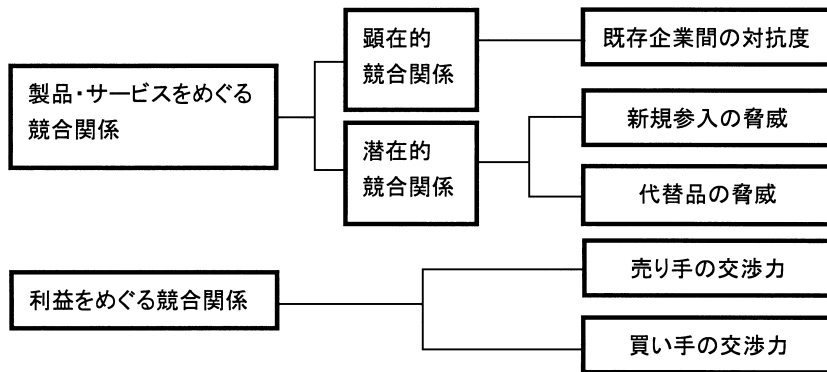 顕在的
競合関係
既存企業間の対抗度
製品・サービスをめぐる
競合関係
新規参入の脅威
潜在的
競合関係
代替品の脅威
売り手の交渉力
利益をめぐる競合関係
買い手の交渉力